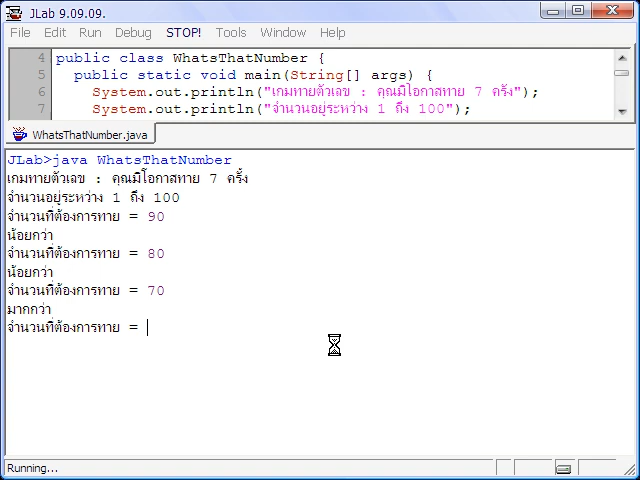 JLab 9.09.09.
File Edit Run Debug STOP! Tools Window Help
4 public class WhatsThatNumber {
5 public static void main(String[] args) {
6 System.out.println("เกมทายตัวเลข : คุณมีโอกาสทาย 7 ครั้ง");
7 System.out.println("จำนวนอยู่ระหว่าง 1 ถึง 100");
WhatsThatNumber.java
JLab>java WhatsThatNumber
เกมทายตัวเลข : คุณมีโอกาสทาย 7 ครั้ง
จำนวนอยู่ระหว่าง 1 ถึง 100
จำนวนที่ต้องการทาย = 90
น้อยกว่า
จำนวนที่ต้องการทาย = 80
น้อยกว่า
จำนวนที่ต้องการทาย = 70
มากกว่า
จำนวนที่ต้องการทาย =
Running...